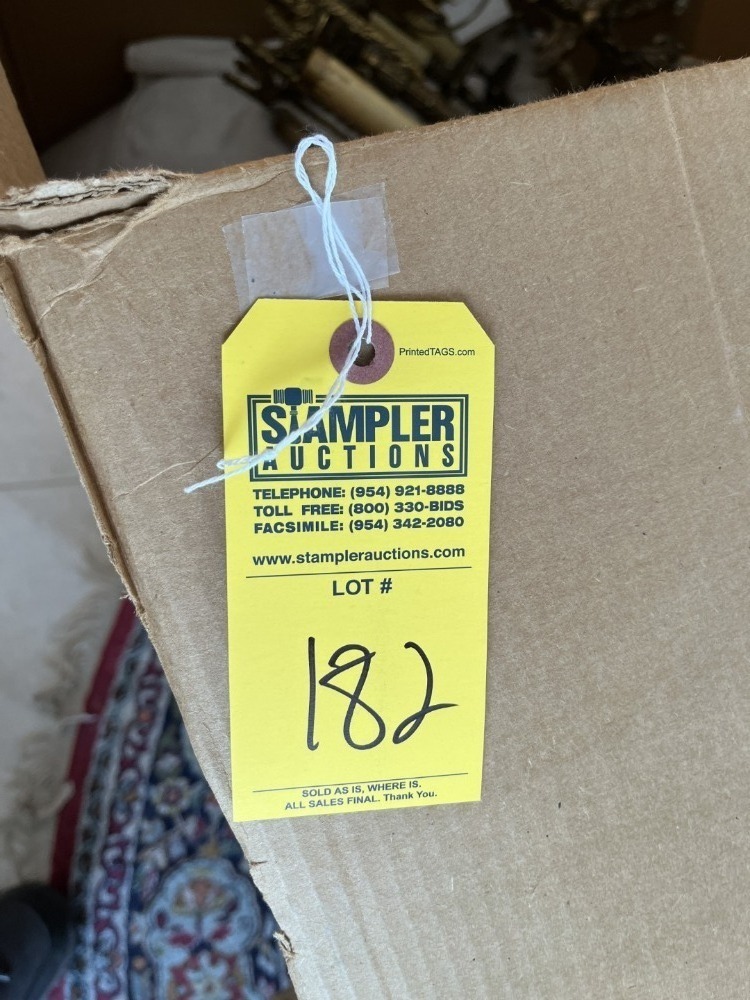 PrintedTAGS.com
STAMPLER
AUCTIONS
TELEPHONE: (954) 921-8888
TOLL FREE: (800) 330-BIDS
FACSIMILE: (954) 342-2080
www.stamplerauctions.com
LOT #
182
SOLD AS IS, WHERE IS.
ALL SALES FINAL. Thank You.